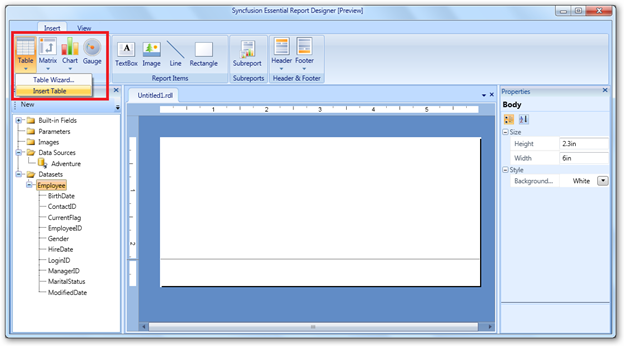 Syncfusion Essential Report Designer [Preview]
Insert View
Table Matrix Chart Gauge TextBox Image Line Rectangle Subreport Header Footer
Report Items Subreports Header & Footer
Table Wizard...
Insert Table
New
Built-in Fields
Parameters
Images
Data Sources
Adventure
Datasets
Employee
BirthDate
ContactID
CurrentFlag
EmployeeID
Gender
HireDate
LoginID
ManagerID
MaritalStatus
ModifiedDate
Untitled1.rdl
1 2 3 4 5
1
2
Properties
Body
Size
Height 2.3in
Width 6in
Style
Background... White